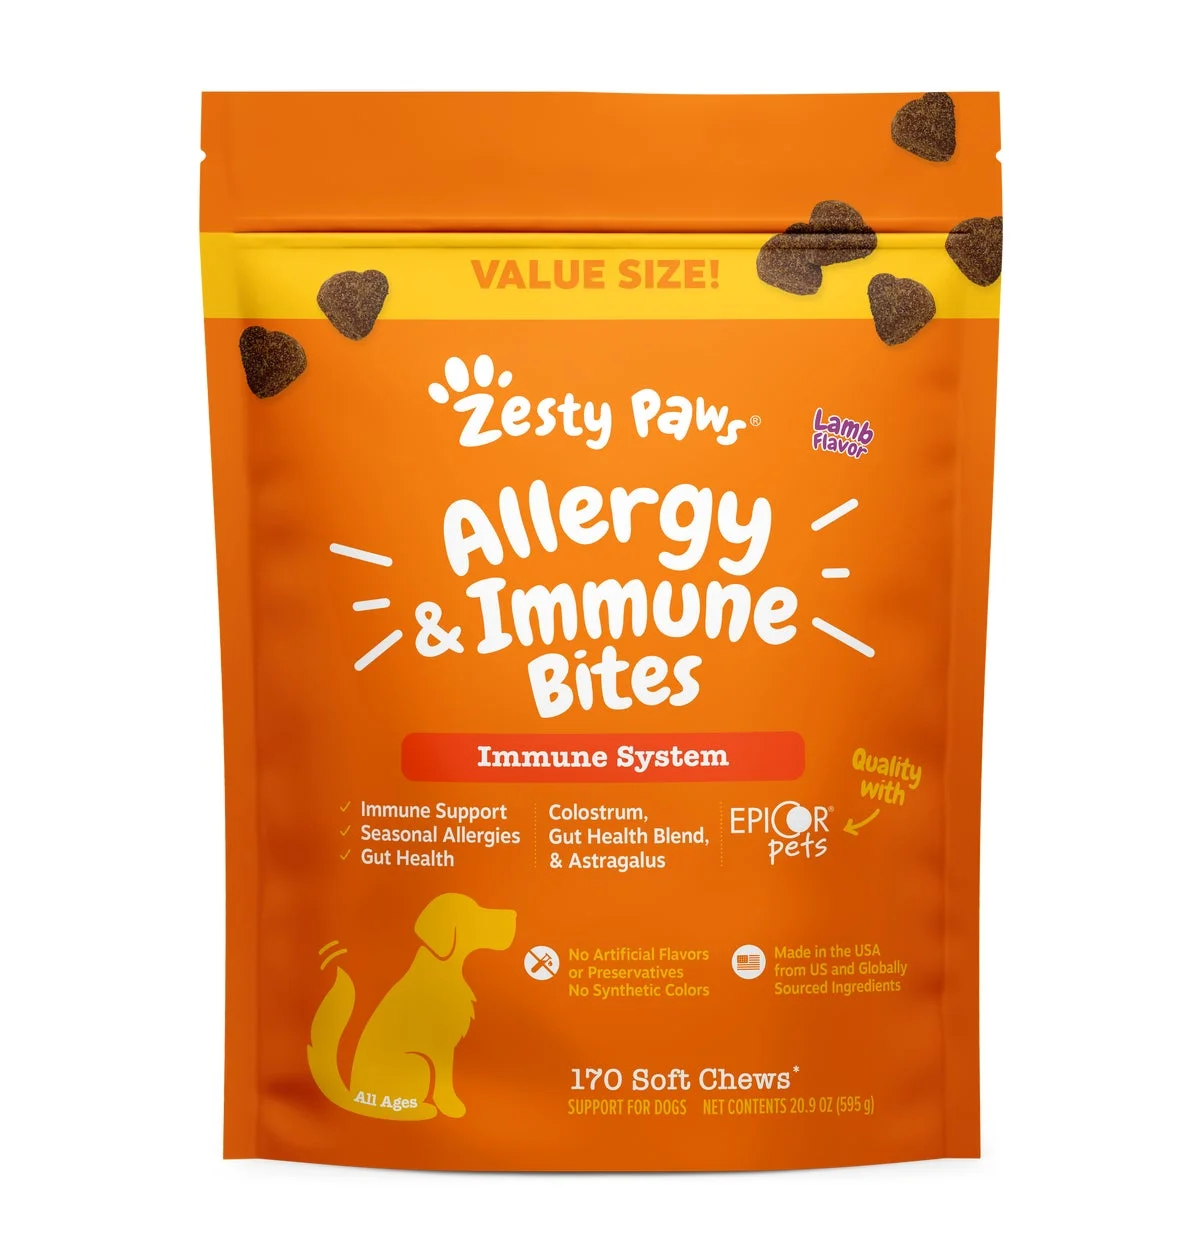 VALUE SIZE!
Zesty Paws®
Lamb
Flavor
Allergy
& Immune
Bites
Immune System
Immune Support
Seasonal Allergies
Gut Health
Colostrum,
Gut Health Blend,
& Astragalus
EPICOR®
pets
Quality
with
No Artificial Flavors
or Preservatives
No Synthetic Colors
Made in the USA
from US and Globally
Sourced Ingredients
All Ages
170 Soft Chews*
SUPPORT FOR DOGS NET CONTENTS 20.9 OZ (595 g)